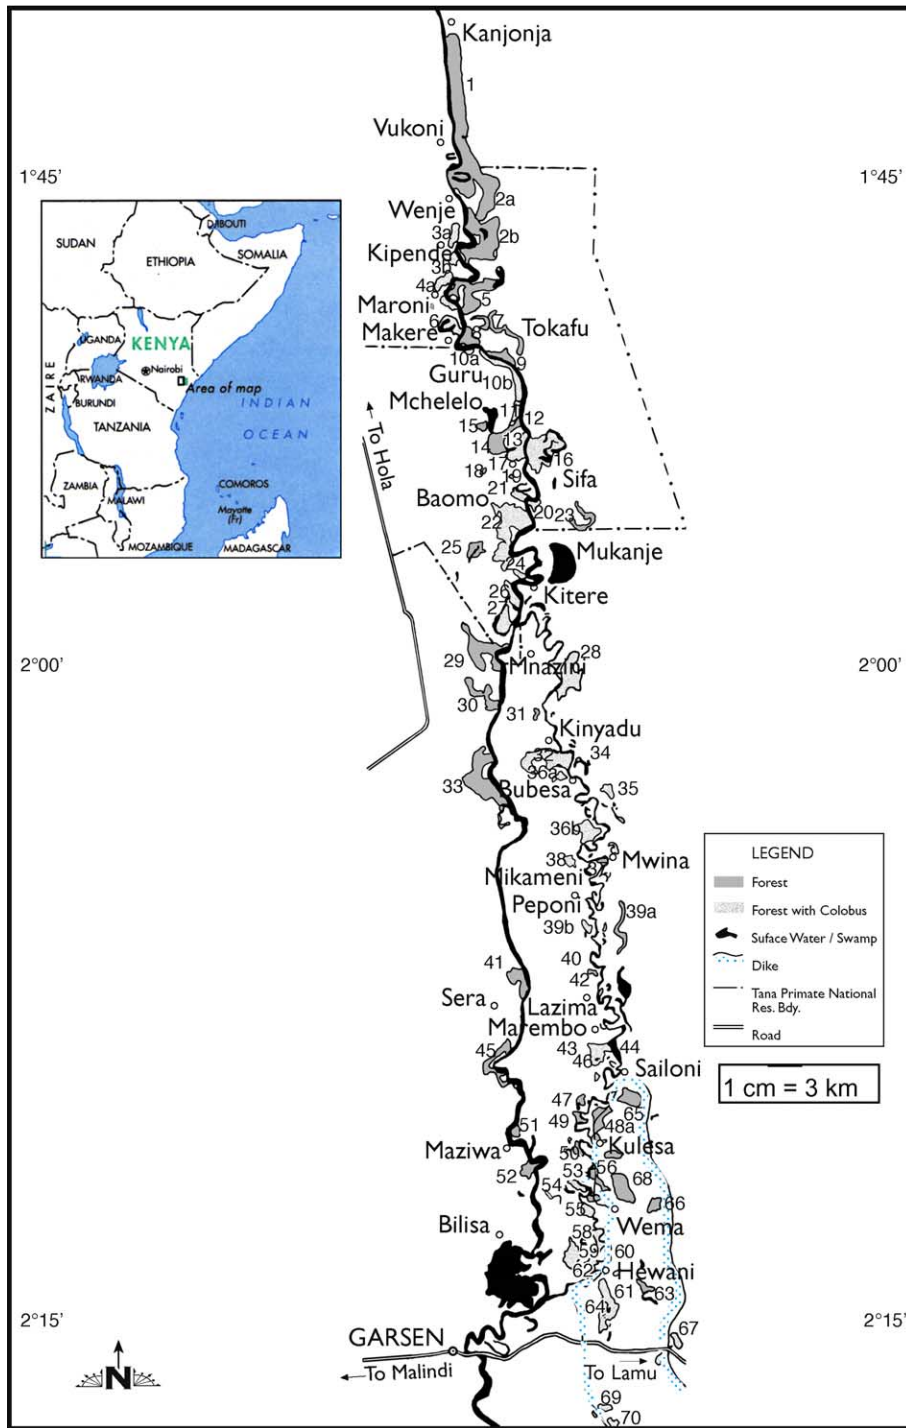 Kanjonja
1
Vukoni
1°45'
1°45'
2a
Wenje
3a
2b
Kipende
3b
4a
5
Maroni
6
7
Tokafu
Makere
8
10a
9
Guru
10b
Mchelelo
11
12
15
13
14
16
17
18
19
Sifa
21
Baomo
20
22
23
25
Mukanje
24
26
Kitere
27
2°00'
2°00'
28
29
Mnazini
30
31
Kinyadu
32
34
36a
33
Bubesa
35
36b
38
Mwina
37
Mikameni
Peponi
39a
39b
40
41
42
Sera
Lazima
Marembo
43
44
45
46
Sailoni
47
65
49
48a
51
Kulesa
50
Maziwa
53
56
52
54
68
66
55
Wema
Bilisa
58
59
60
62
Hewani
61
63
64
2°15'
2°15'
67
GARSEN
To Malindi
To Lamu
69
70
N
To Hola
SUDAN
DJIBOUTI
ETHIOPIA
SOMALIA
UGANDA
KENYA
Nairobi
ZAIRE
RWANDA
Area of map
BURUNDI
INDIAN
TANZANIA
OCEAN
ZAMBIA
COMOROS
MALAWI
Mayotte
(Fr)
MOZAMBIQUE
MADAGASCAR
LEGEND
Forest
Forest with Colobus
Suface Water / Swamp
Dike
Tana Primate National
Res. Bdy.
Road
1 cm = 3 km